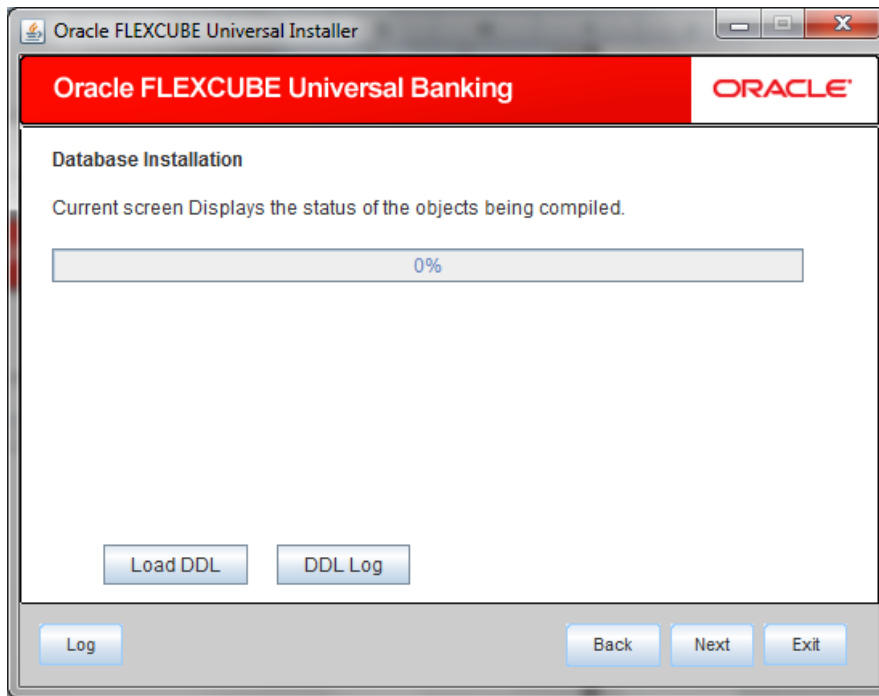 Oracle FLEXCUBE Universal Installer
Oracle FLEXCUBE Universal Banking
ORACLE
Database Installation
Current screen Displays the status of the objects being compiled.
0%
Load DDL DDL Log
Log Back Next Exit